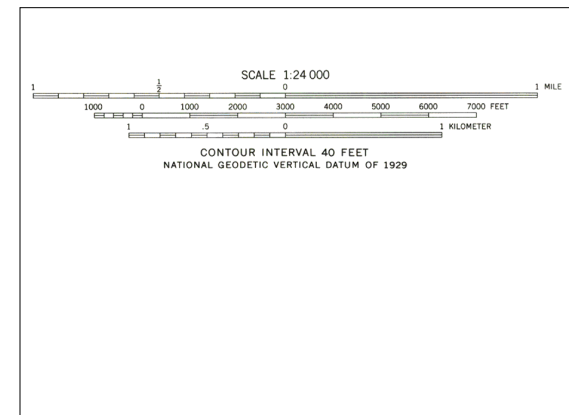 SCALE 1:24 000
1 1/2 0 1 MILE
1000 0 1000 2000 3000 4000 5000 6000 7000 FEET
1 .5 0 1 KILOMETER
CONTOUR INTERVAL 40 FEET
NATIONAL GEODETIC VERTICAL DATUM OF 1929